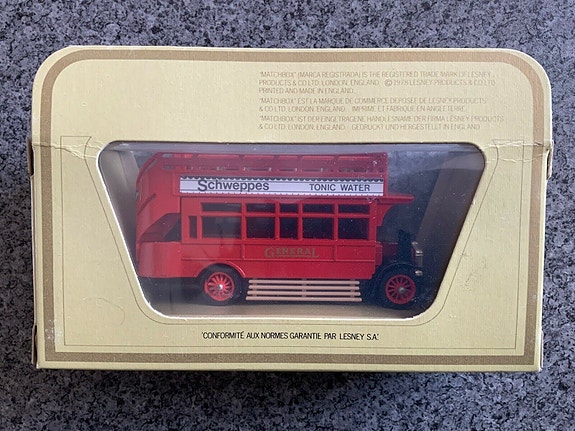 "MATCHBOX" (MARCA REGISTRADA) IS THE REGISTERED TRADE MARK OF LESNEY
PRODUCTS & CO LTD. LONDON, ENGLAND. © 1978 LESNEY PRODUCTS & CO LTD
PRINTED AND MADE IN ENGLAND.
"MATCHBOX" EST LA MARQUE DE COMMERCE DEPOSEE DE LESNEY PRODUCTS
& CO. LTD. LONDON, ENGLAND. IMPRIME ET FABRIQUE EN ANGLETERRE.
"MATCHBOX" IST DER EINGETRAGENE HANDELSNAME DER FIRMA LESNEY PRODUCTS
& CO. LTD. LONDON, ENGLAND. GEDRUCKT UND HERGESTELLT IN ENGLAND
Schweppes TONIC WATER
GENERAL
"CONFORMITÉ AUX NORMES GARANTIE PAR LESNEY S.A."